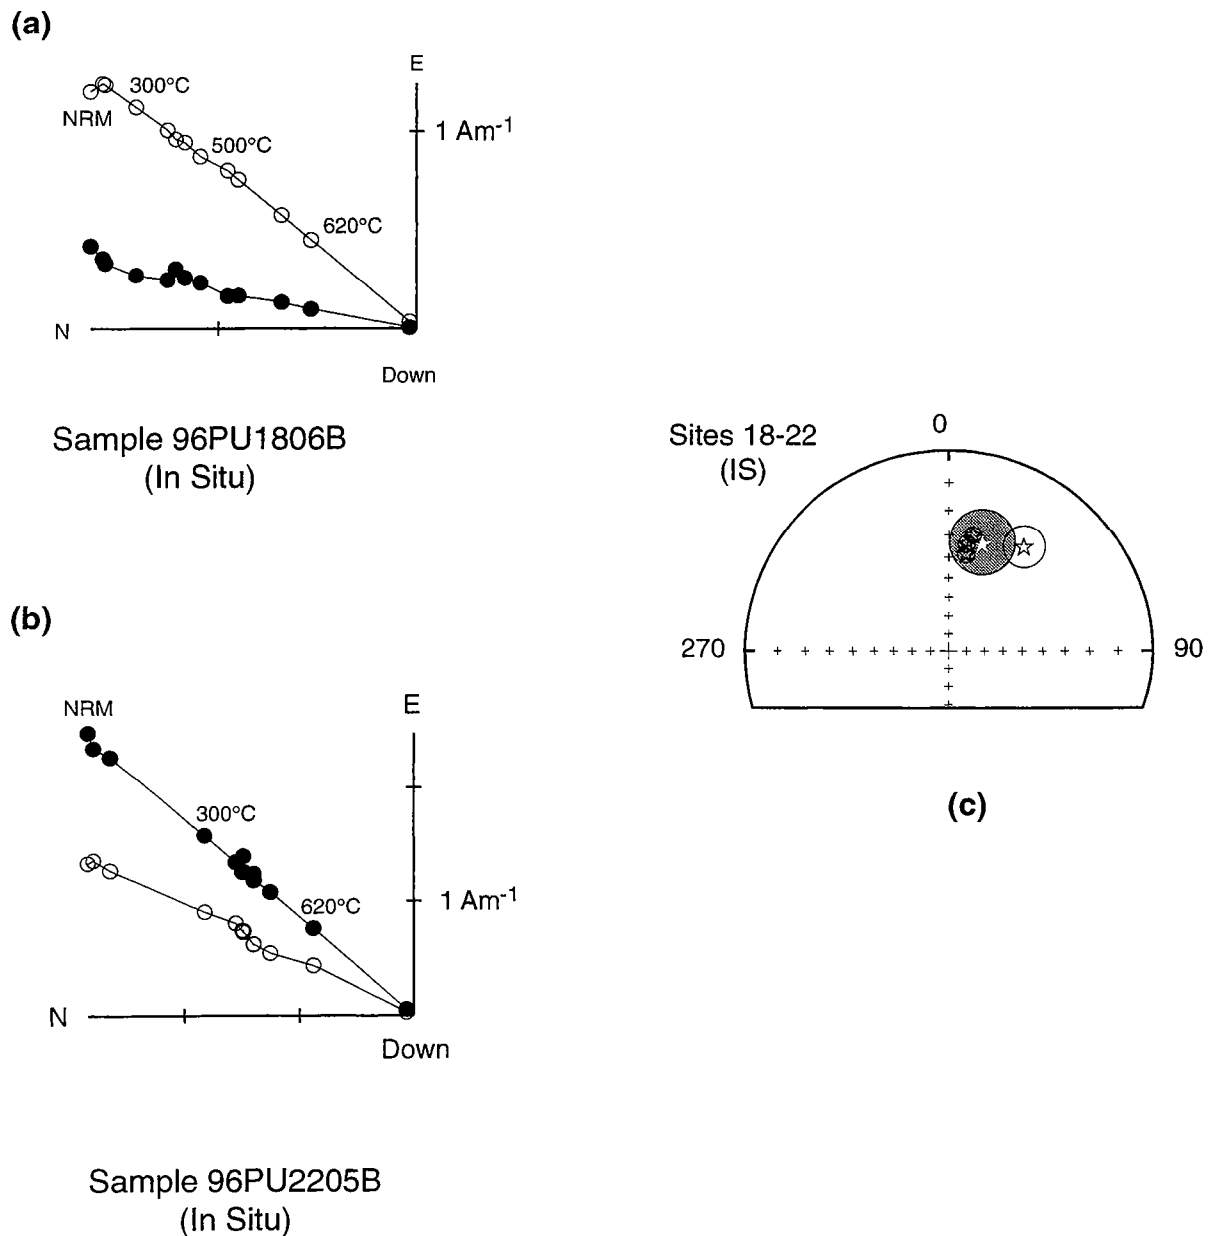 (a)
E
300°C
NRM
1 Am-1
500°C
620°C
N
Down
Sample 96PU1806B
(In Situ)
0
Sites 18-22
(IS)
270
90
(c)
(b)
NRM
E
300°C
1 Am-1
620°C
N
Down
Sample 96PU2205B
(In Situ)